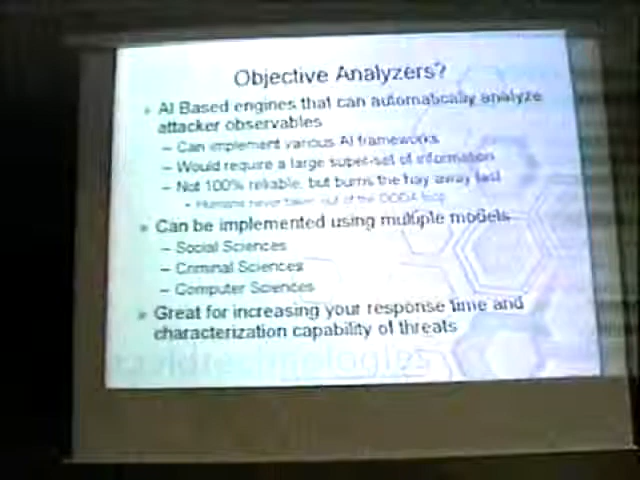 Objective Analyzers?
» AI Based engines that can automatically analyze
attacker observables
– Can implement various AI frameworks
– Would require a large super-set of information
– Not 100% reliable, but burns the hay away fast
• Humans never taken out of the OODA loop
» Can be implemented using multiple models
– Social Sciences
– Criminal Sciences
– Computer Sciences
» Great for increasing your response time and
characterization capability of threats